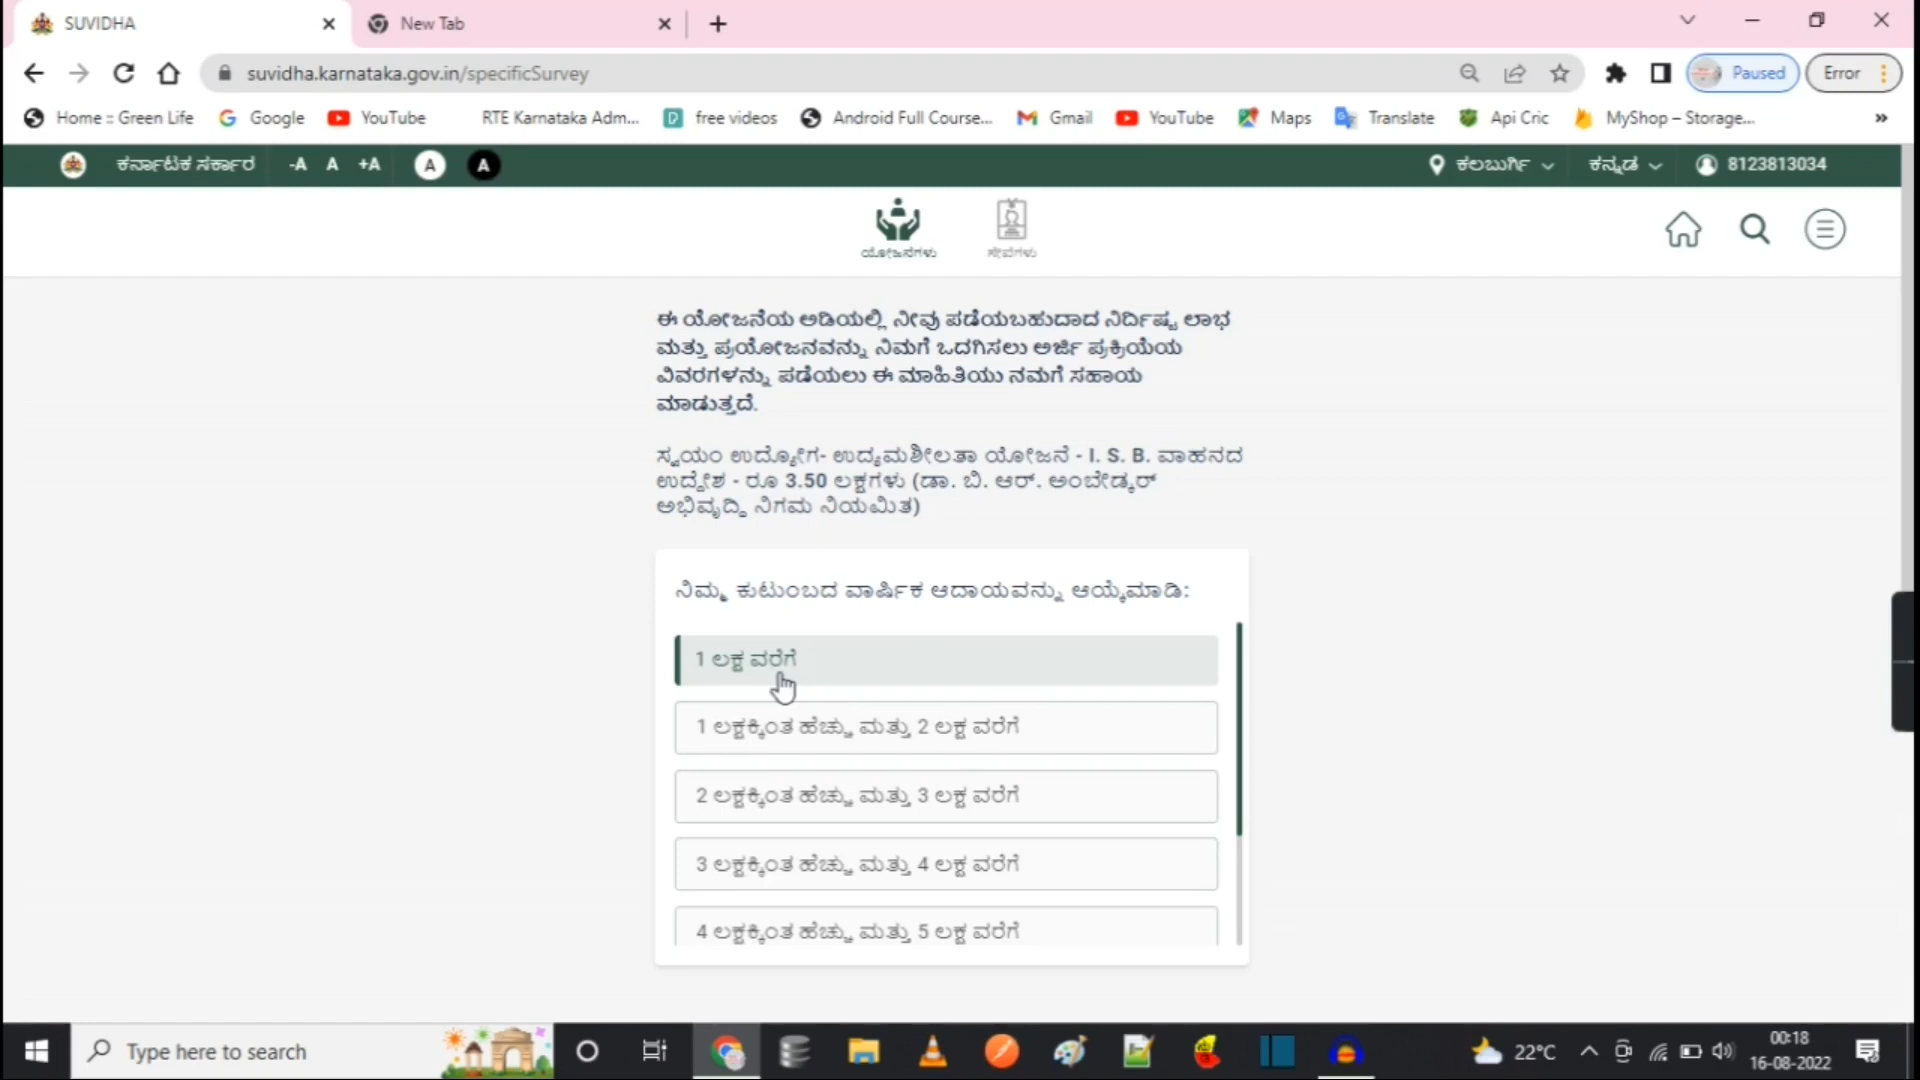 SUVIDHA
New Tab
suvidha.karnataka.gov.in/specificSurvey
Paused
Error
Home :: Green Life
Google
YouTube
RTE Karnataka Adm...
free videos
Android Full Course...
Gmail
YouTube
Maps
Translate
Api Cric
MyShop – Storage...
»
ಕರ್ನಾಟಕ ಸರ್ಕಾರ
-A A +A
A
A
ಕಲಬುರ್ಗಿ
ಕನ್ನಡ
8123813034
ಯೋಜನೆಗಳು
ಸೇವೆಗಳು
ಈ ಯೋಜನೆಯ ಅಡಿಯಲ್ಲಿ ನೀವು ಪಡೆಯಬಹುದಾದ ನಿರ್ದಿಷ್ಟ ಲಾಭ
ಮತ್ತು ಪ್ರಯೋಜನವನ್ನು ನಿಮಗೆ ಒದಗಿಸಲು ಅರ್ಜಿ ಪ್ರಕ್ರಿಯೆಯ
ವಿವರಗಳನ್ನು ಪಡೆಯಲು ಈ ಮಾಹಿತಿಯು ನಮಗೆ ಸಹಾಯ
ಮಾಡುತ್ತದೆ.
ಸ್ವಯಂ ಉದ್ಯೋಗ- ಉದ್ಯಮಶೀಲತಾ ಯೋಜನೆ - I. S. B. ವಾಹನದ
ಉದ್ದೇಶ - ರೂ 3.50 ಲಕ್ಷಗಳು (ಡಾ. ಬಿ. ಆರ್. ಅಂಬೇಡ್ಕರ್
ಅಭಿವೃದ್ಧಿ ನಿಗಮ ನಿಯಮಿತ)
ನಿಮ್ಮ ಕುಟುಂಬದ ವಾರ್ಷಿಕ ಆದಾಯವನ್ನು ಆಯ್ಕೆಮಾಡಿ:
1 ಲಕ್ಷ ವರೆಗೆ
1 ಲಕ್ಷಕ್ಕಿಂತ ಹೆಚ್ಚು ಮತ್ತು 2 ಲಕ್ಷ ವರೆಗೆ
2 ಲಕ್ಷಕ್ಕಿಂತ ಹೆಚ್ಚು ಮತ್ತು 3 ಲಕ್ಷ ವರೆಗೆ
3 ಲಕ್ಷಕ್ಕಿಂತ ಹೆಚ್ಚು ಮತ್ತು 4 ಲಕ್ಷ ವರೆಗೆ
4 ಲಕ್ಷಕ್ಕಿಂತ ಹೆಚ್ಚು ಮತ್ತು 5 ಲಕ್ಷ ವರೆಗೆ
Type here to search
22°C
00:18
16-08-2022